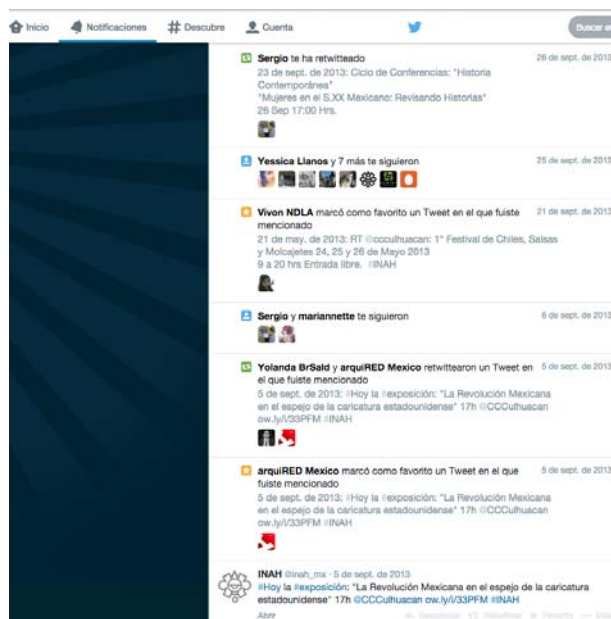 Inicio Notificaciones # Descubre Cuenta Buscar e
Sergio te ha retwitteado 26 de sept. de 2013
23 de sept. de 2013: Ciclo de Conferencias: "Historia
Contemporánea"
"Mujeres en el S.XX Mexicano: Revisando Historias"
26 Sep 17:00 Hrs.
Yessica Llanos y 7 más te siguieron 25 de sept. de 2013
Vivon NDLA marcó como favorito un Tweet en el que fuiste 21 de sept. de 2013
mencionado
21 de may. de 2013: RT @ccculhuacan: 1° Festival de Chiles, Salsas
y Molcajetes 24, 25 y 26 de Mayo 2013
9 a 20 hrs Entrada libre. #INAH
Sergio y mariannette te siguieron 6 de sept. de 2013
Yolanda BrSald y arquiRED Mexico retwittearon un Tweet en 5 de sept. de 2013
el que fuiste mencionado
5 de sept. de 2013: #Hoy la #exposición: "La Revolución Mexicana
en el espejo de la caricatura estadounidense" 17h @CCCulhuacan
ow.ly/i/33PFM #INAH
arquiRED Mexico marcó como favorito un Tweet en el que 5 de sept. de 2013
fuiste mencionado
5 de sept. de 2013: #Hoy la #exposición: "La Revolución Mexicana
en el espejo de la caricatura estadounidense" 17h @CCCulhuacan
ow.ly/i/33PFM #INAH
INAH @inah_mx · 5 de sept. de 2013
#Hoy la #exposición: "La Revolución Mexicana en el espejo de la caricatura
estadounidense" 17h @CCCulhuacan ow.ly/i/33PFM #INAH
Abrir